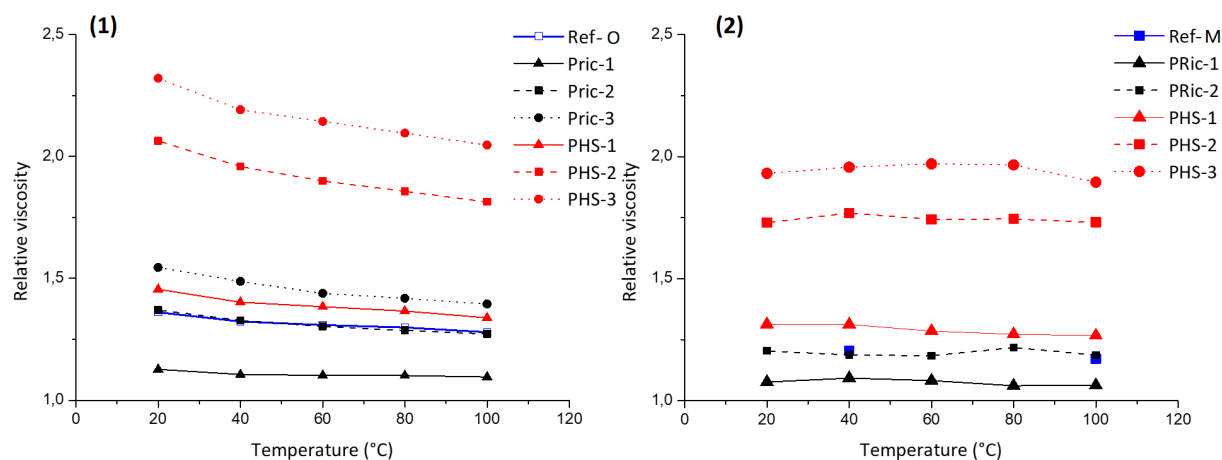 (1)
2,5
2,0
1,5
1,0
Relative viscosity
0
20
40
60
80
100
120
Temperature (°C)
Ref- O
Pric-1
Pric-2
Pric-3
PHS-1
PHS-2
PHS-3
(2)
2,5
2,0
1,5
1,0
Relative viscosity
0
20
40
60
80
100
120
Temperature (°C)
Ref- M
PRic-1
PRic-2
PHS-1
PHS-2
PHS-3